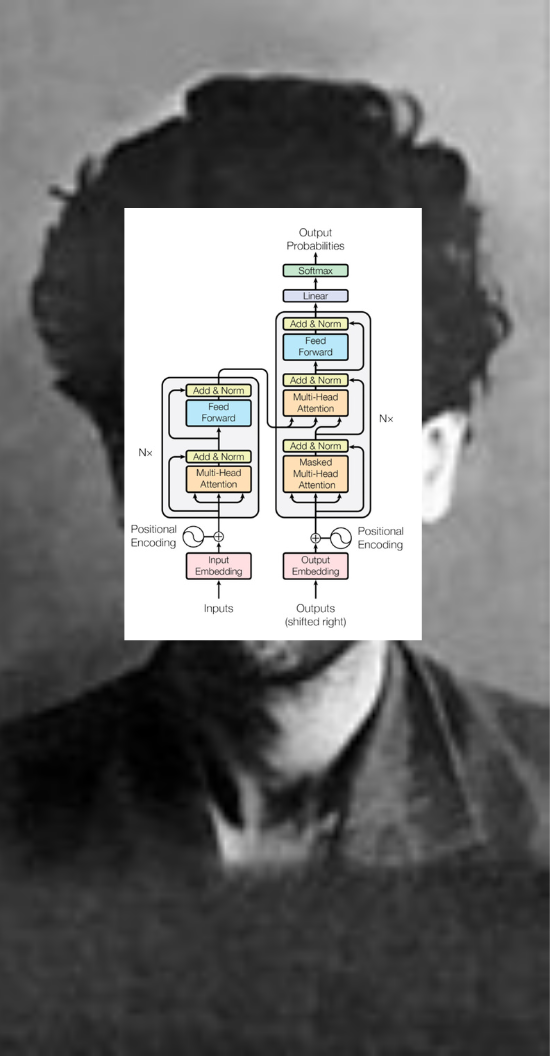 Output
Probabilities
Softmax
Linear
Add & Norm
Feed
Forward
Add & Norm
Multi-Head
Attention
Add & Norm
Masked
Multi-Head
Attention
N×
Add & Norm
Feed
Forward
Add & Norm
Multi-Head
Attention
N×
Positional
Encoding
Positional
Encoding
Input
Embedding
Output
Embedding
Inputs
Outputs
(shifted right)